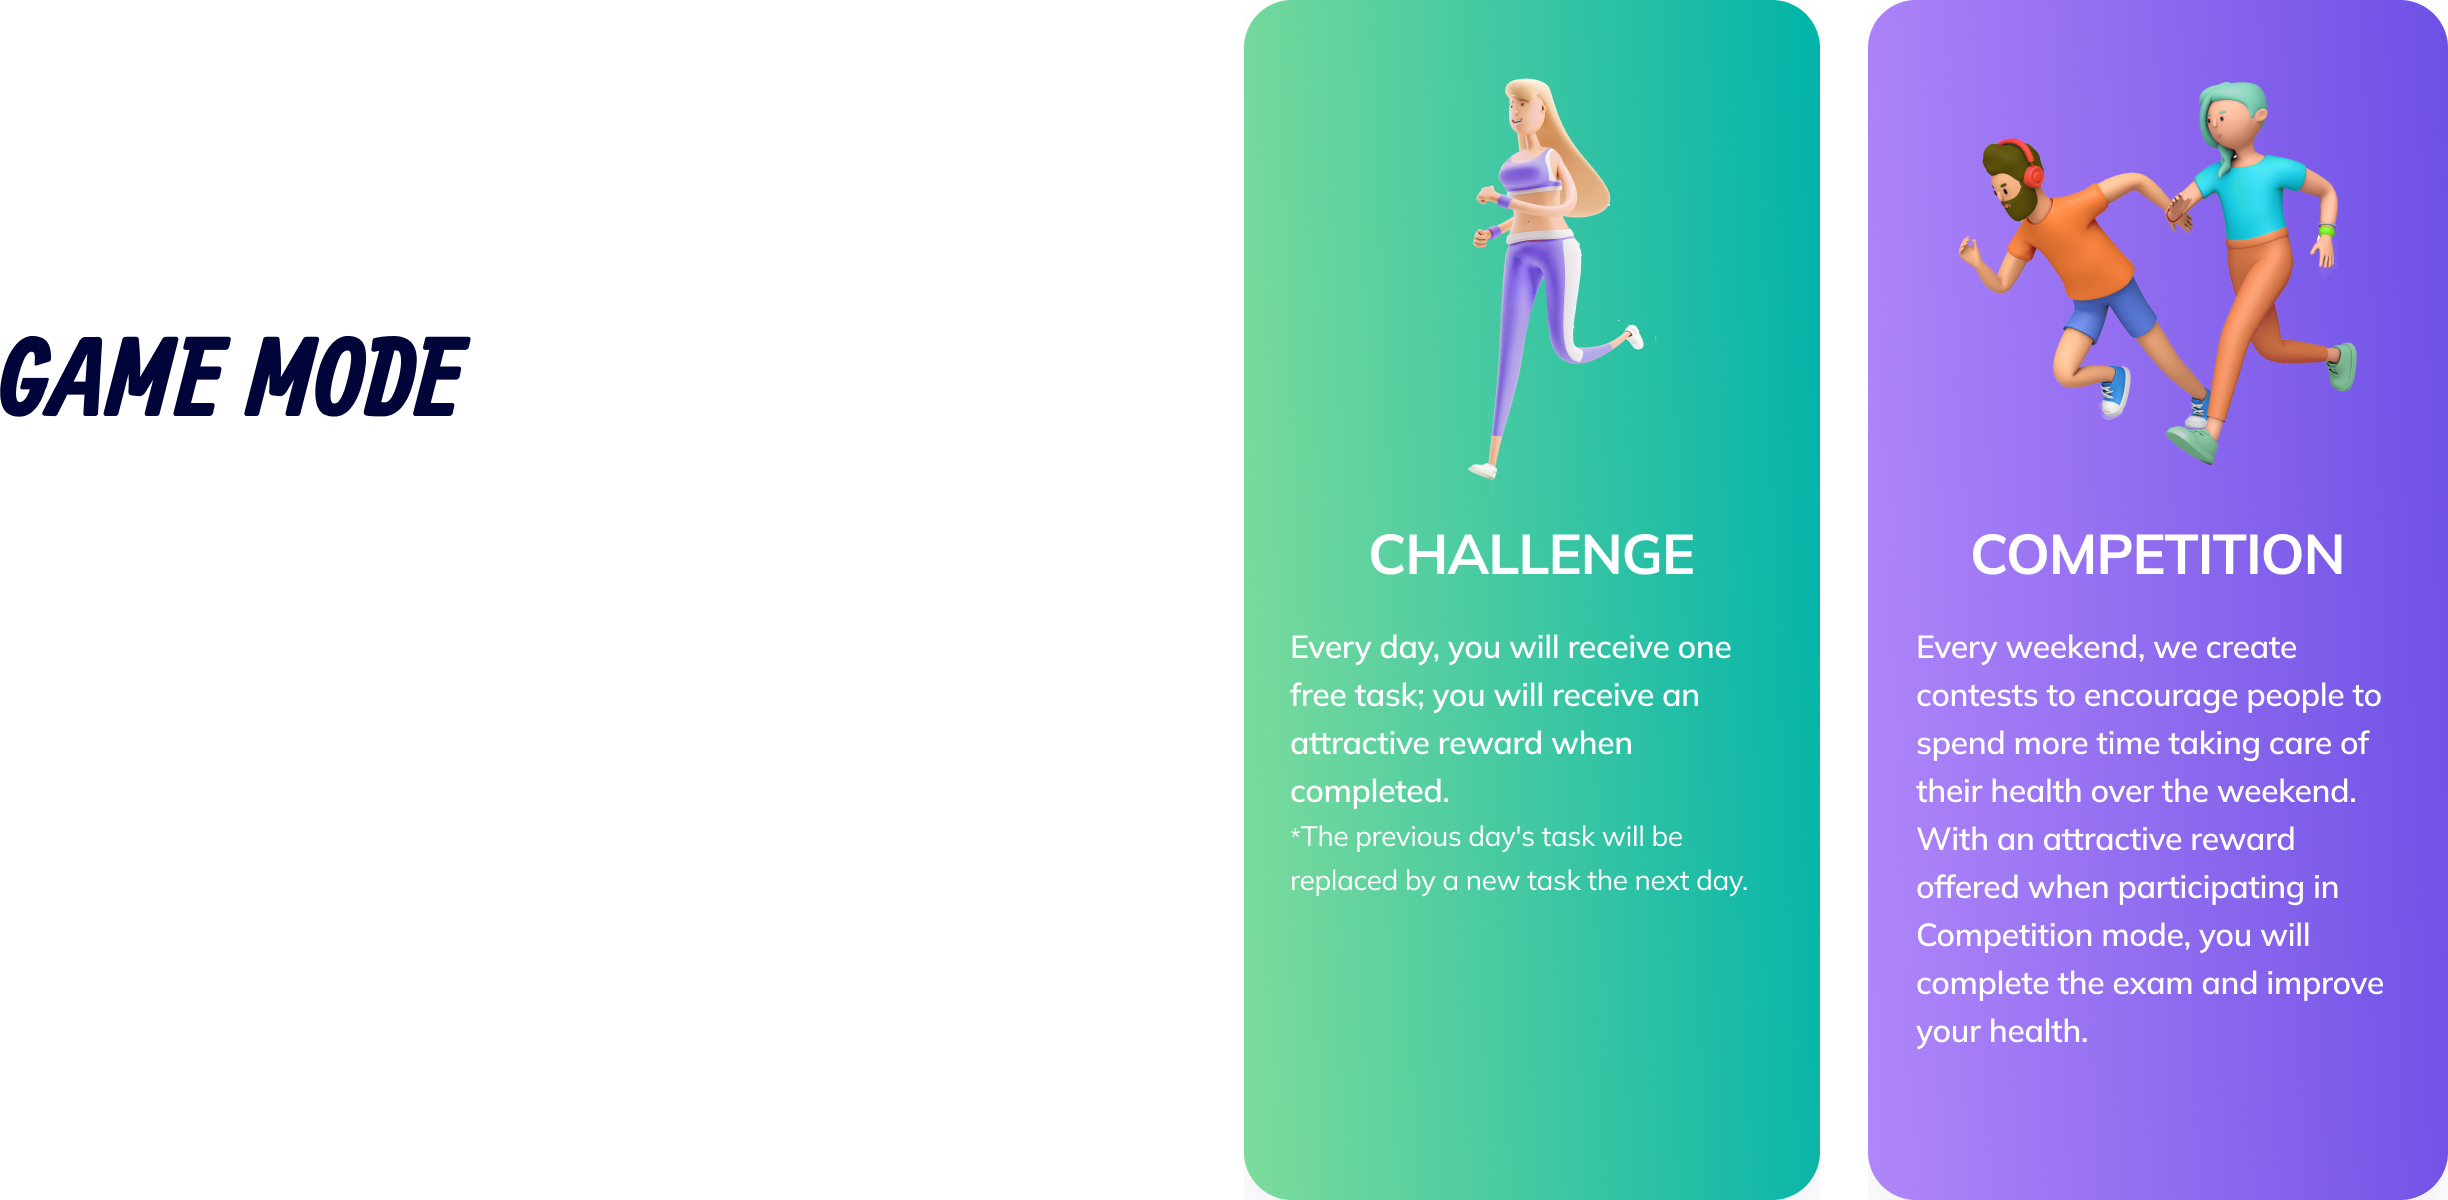 GAME MODE
CHALLENGE
Every day, you will receive one
free task; you will receive an
attractive reward when
completed.
*The previous day's task will be
replaced by a new task the next day.
COMPETITION
Every weekend, we create
contests to encourage people to
spend more time taking care of
their health over the weekend.
With an attractive reward
offered when participating in
Competition mode, you will
complete the exam and improve
your health.